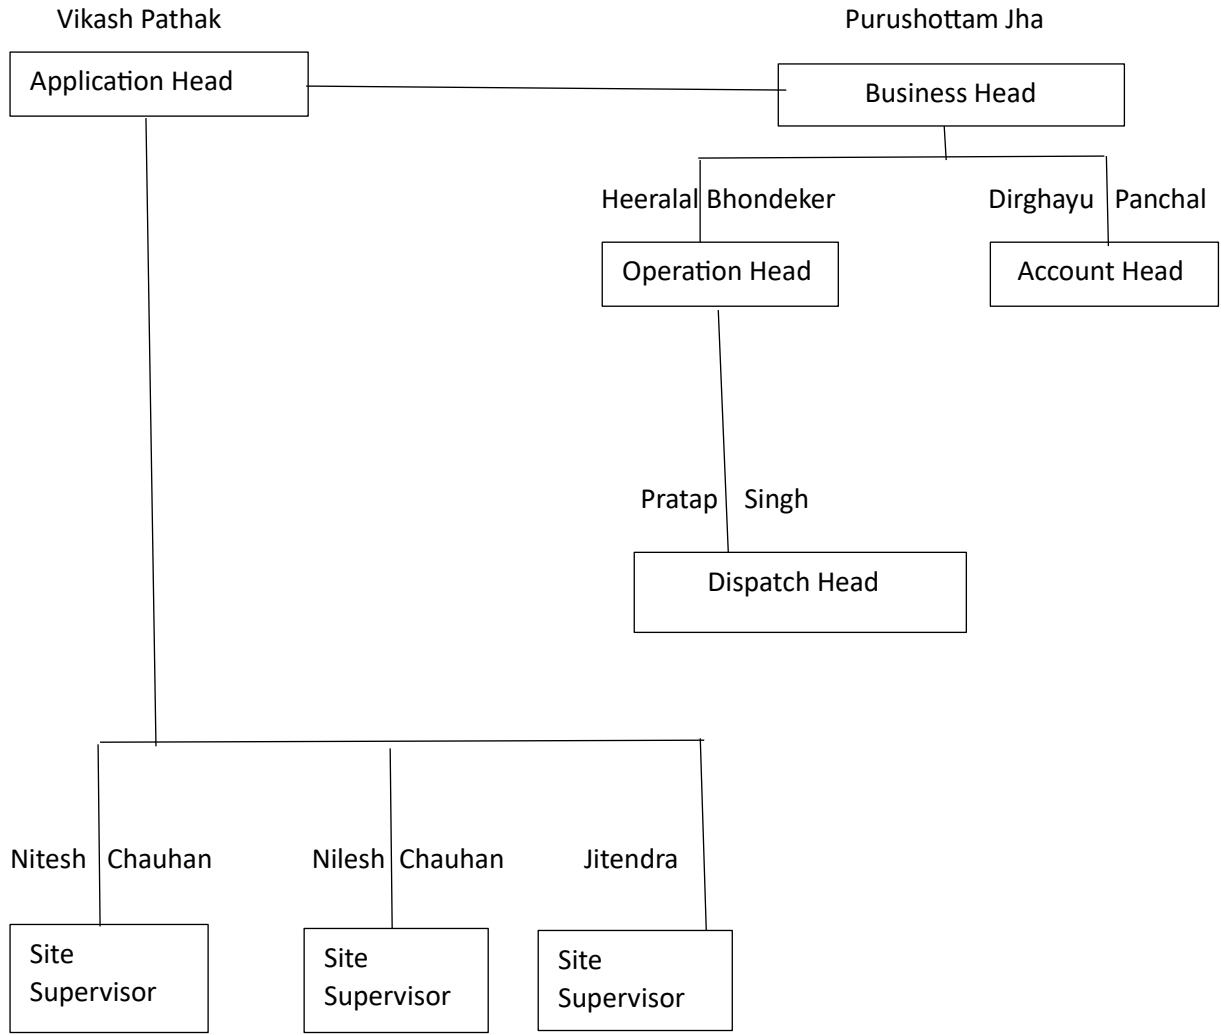 Vikash Pathak
Purushottam Jha
Application Head
Business Head
Heeralal Bhondeker
Dirghayu Panchal
Operation Head
Account Head
Pratap Singh
Dispatch Head
Nitesh Chauhan
Nilesh Chauhan
Jitendra
Site
Supervisor
Site
Supervisor
Site
Supervisor